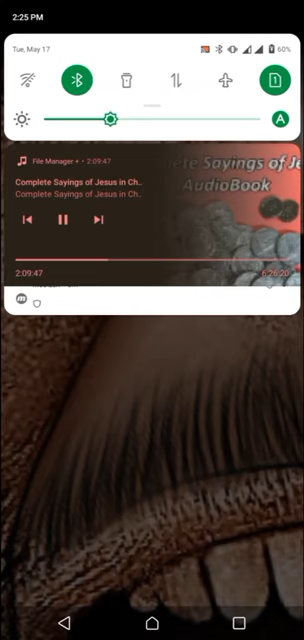 2:25 PM
Tue, May 17
60%
1
A
File Manager + • 2:09:47
Complete Sayings of Jesus in Ch..
Complete Sayings of Jesus in Ch..
ete Sayings of Je
AudioBook
2:09:47
6:26:20
m